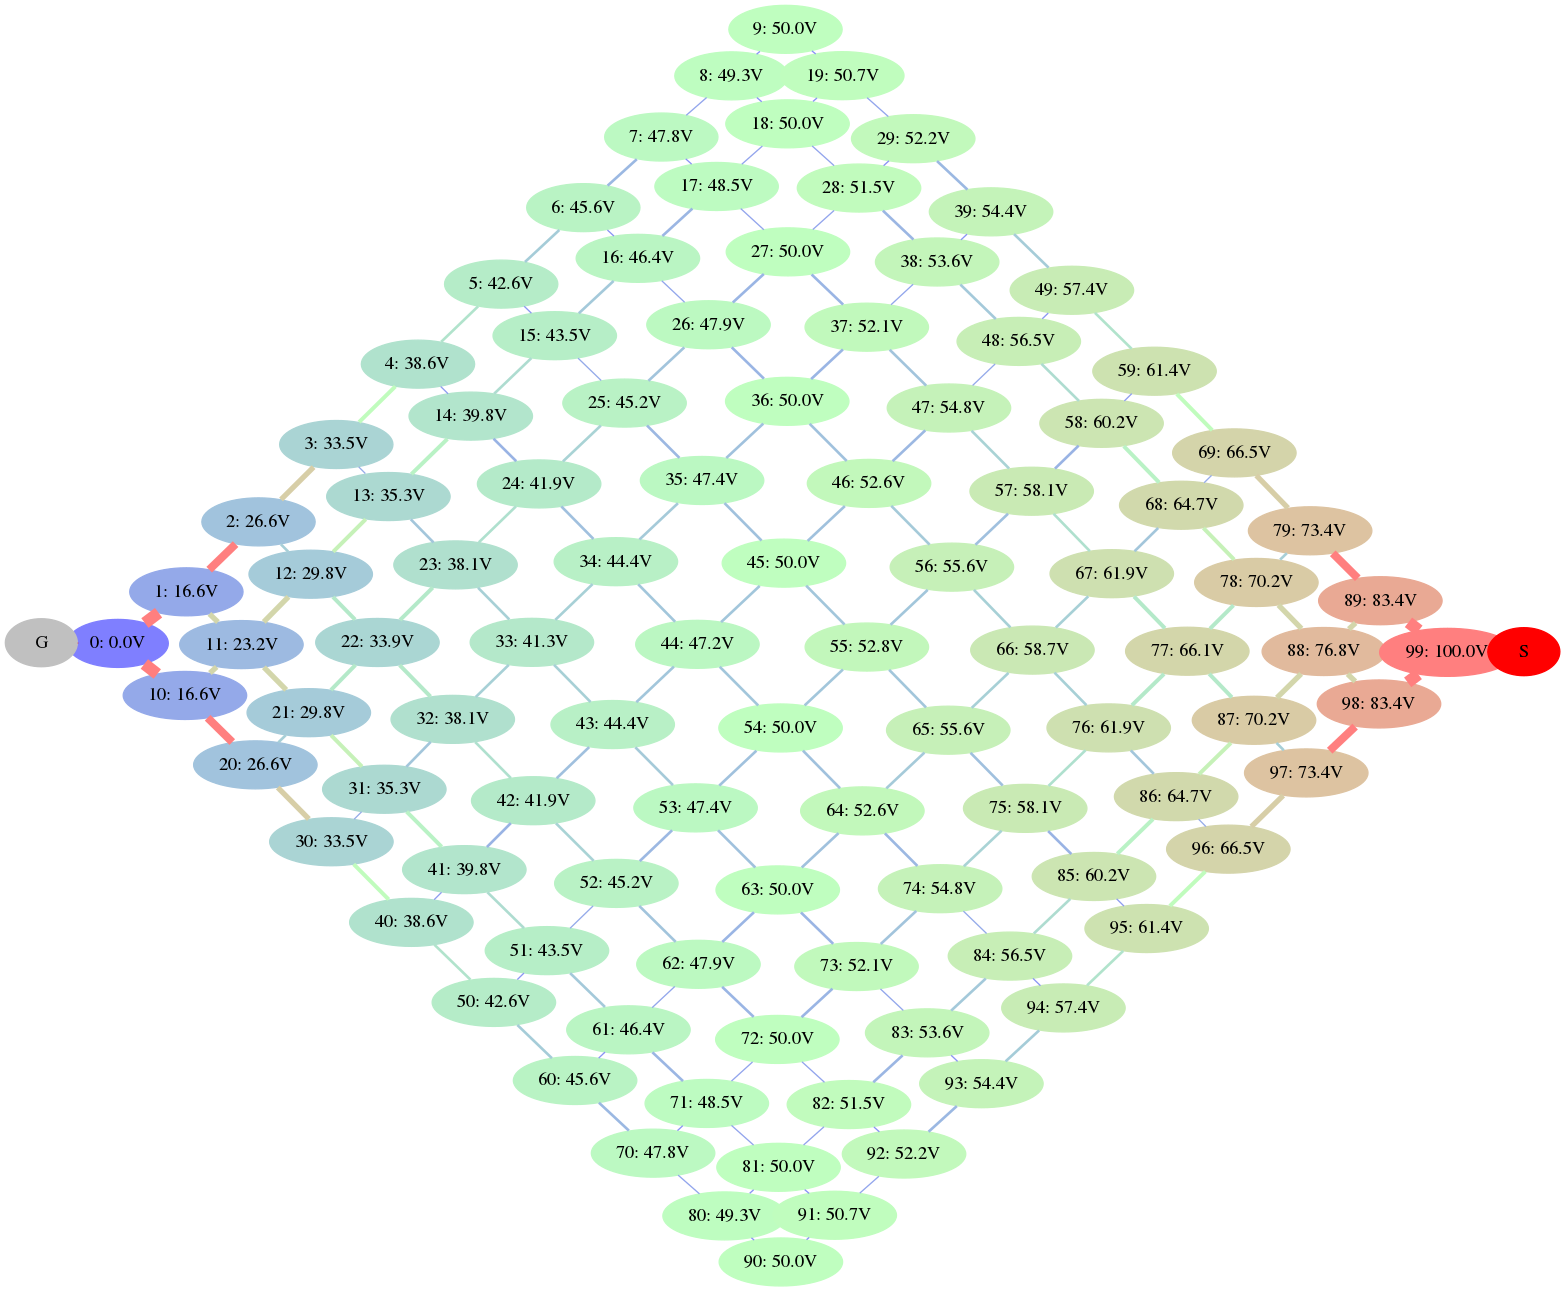 9: 50.0V
8: 49.3V
19: 50.7V
18: 50.0V
7: 47.8V
29: 52.2V
17: 48.5V
28: 51.5V
6: 45.6V
39: 54.4V
27: 50.0V
16: 46.4V
38: 53.6V
5: 42.6V
49: 57.4V
26: 47.9V
37: 52.1V
15: 43.5V
48: 56.5V
4: 38.6V
59: 61.4V
36: 50.0V
25: 45.2V
47: 54.8V
14: 39.8V
58: 60.2V
3: 33.5V
69: 66.5V
35: 47.4V
24: 41.9V
46: 52.6V
57: 58.1V
13: 35.3V
68: 64.7V
2: 26.6V
79: 73.4V
34: 44.4V
45: 50.0V
23: 38.1V
56: 55.6V
12: 29.8V
67: 61.9V
78: 70.2V
1: 16.6V
89: 83.4V
G
0: 0.0V
11: 23.2V
22: 33.9V
33: 41.3V
44: 47.2V
55: 52.8V
66: 58.7V
77: 66.1V
88: 76.8V
99: 100.0V
S
10: 16.6V
98: 83.4V
21: 29.8V
32: 38.1V
43: 44.4V
54: 50.0V
65: 55.6V
76: 61.9V
87: 70.2V
20: 26.6V
97: 73.4V
31: 35.3V
42: 41.9V
53: 47.4V
64: 52.6V
75: 58.1V
86: 64.7V
30: 33.5V
96: 66.5V
41: 39.8V
52: 45.2V
63: 50.0V
74: 54.8V
85: 60.2V
40: 38.6V
95: 61.4V
51: 43.5V
62: 47.9V
73: 52.1V
84: 56.5V
50: 42.6V
94: 57.4V
61: 46.4V
72: 50.0V
83: 53.6V
60: 45.6V
93: 54.4V
71: 48.5V
82: 51.5V
70: 47.8V
92: 52.2V
81: 50.0V
80: 49.3V
91: 50.7V
90: 50.0V